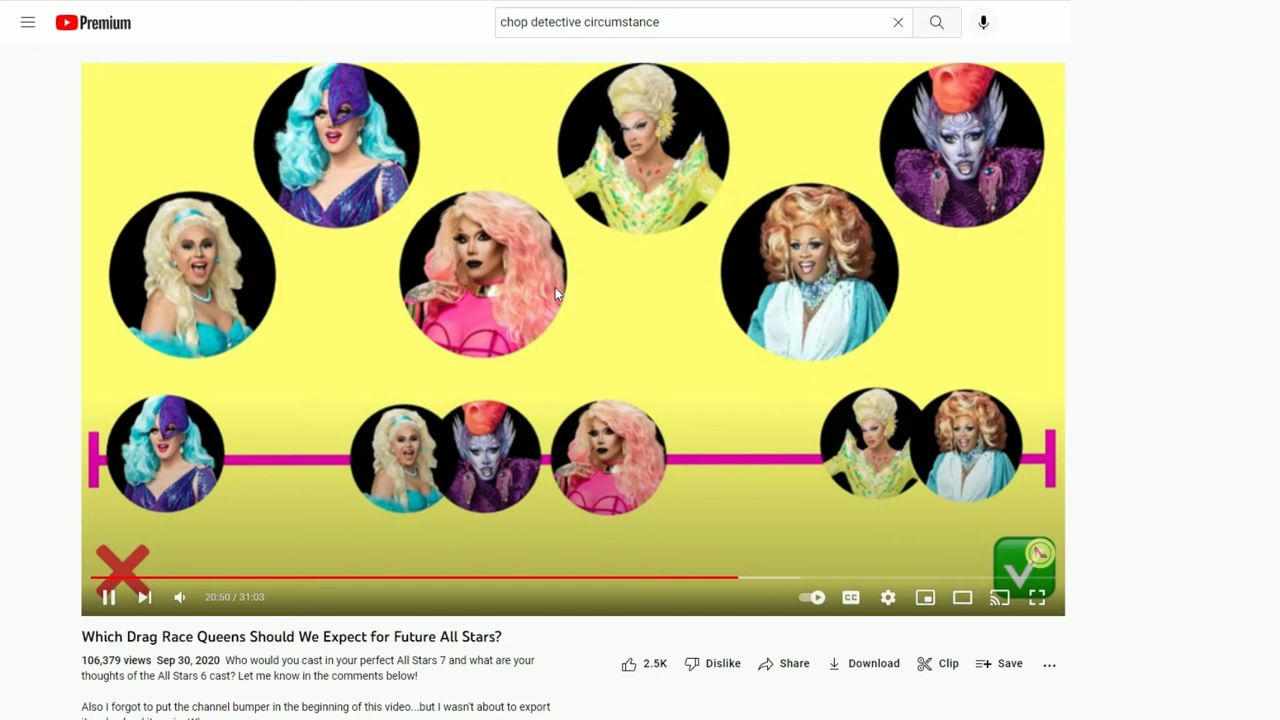 Premium
chop detective circumstance
20:50 / 31:03
CC
Which Drag Race Queens Should We Expect for Future All Stars?
106,379 views Sep 30, 2020 Who would you cast in your perfect All Stars 7 and what are your
thoughts of the All Stars 6 cast? Let me know in the comments below!
2.5K Dislike Share Download Clip Save
Also I forgot to put the channel bumper in the beginning of this video...but I wasn't about to export